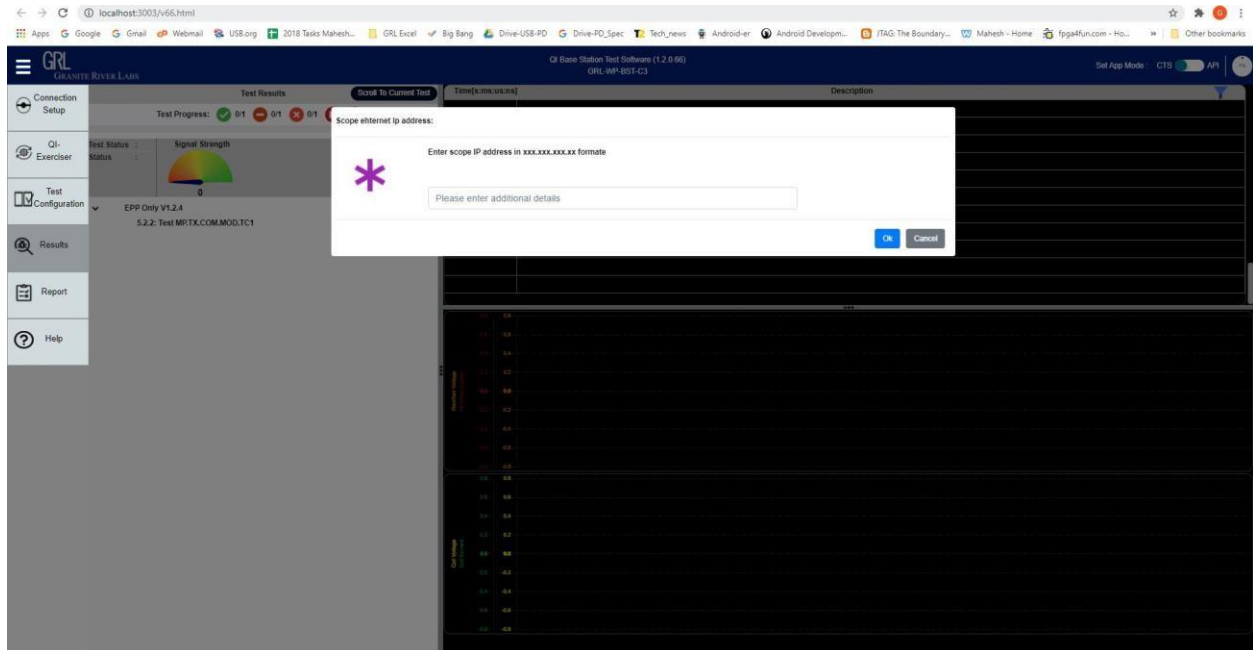 localhost:3003/v66.html
Apps Google Gmail Webmail USB.org 2018 Tasks Mahesh... GRL Excel Big Bang Drive-USB-PD Drive-PD_Spec Tech_news Android-er Android Developm... JTAG: The Boundary... Mahesh - Home fpga4fun.com - Ho... » Other bookmarks
GRL
GRANITE RIVER LABS
QI Base Station Test Software (1.2.0.66)
GRL-WP-BST-C3
Set App Mode : CTS API
Connection
Setup
QI-
Exerciser
Test
Configuration
Results
Report
Help
Test Results
Scroll To Current Test
Test Progress: 0/1 0/1 0/1
Test Status :
Status :
Signal Strength
0
EPP Only V1.2.4
5.2.2: Test MP.TX.COM.MOD.TC1
Time[s:ms:us:ns]
Description
Scope ehternet Ip address:
Enter scope IP address in xxx.xxx.xxx.xx formate
Please enter additional details
Ok
Cancel